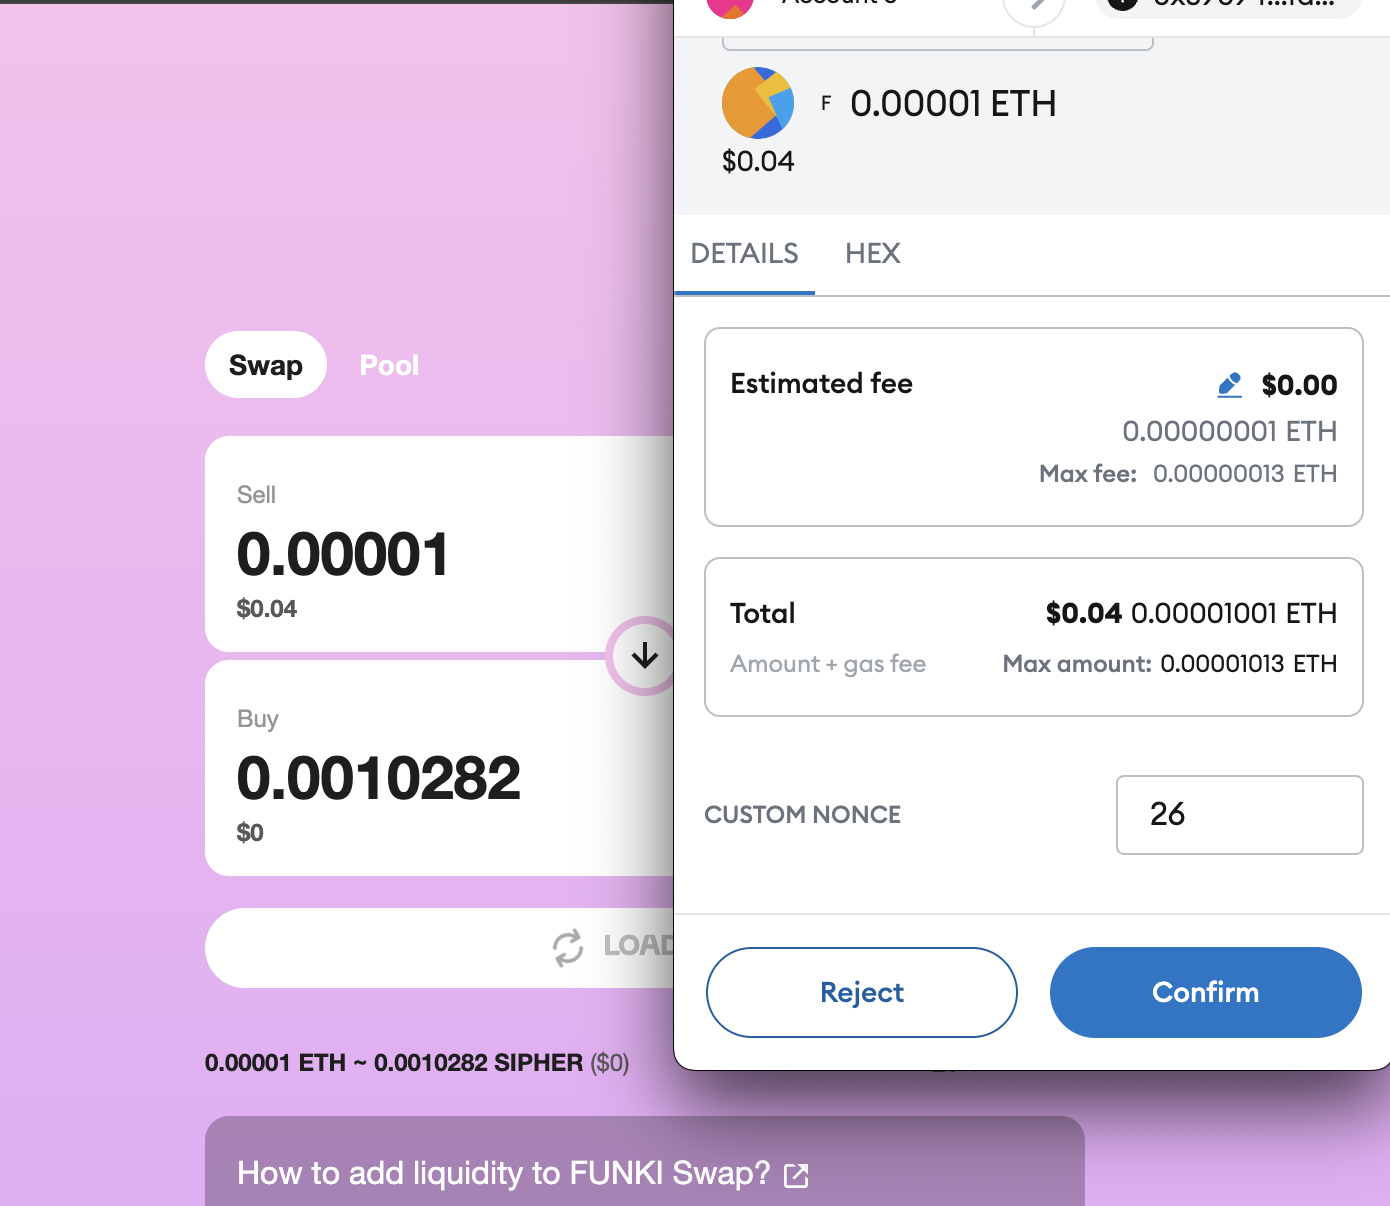 F 0.00001 ETH
$0.04
DETAILS HEX
Estimated fee $0.00
0.00000001 ETH
Max fee: 0.00000013 ETH
Total $0.04 0.00001001 ETH
Amount + gas fee Max amount: 0.00001013 ETH
CUSTOM NONCE 26
Reject Confirm
Swap Pool
Sell
0.00001
$0.04
Buy
0.0010282
$0
LOAD
0.00001 ETH ~ 0.0010282 SIPHER ($0)
How to add liquidity to FUNKI Swap?